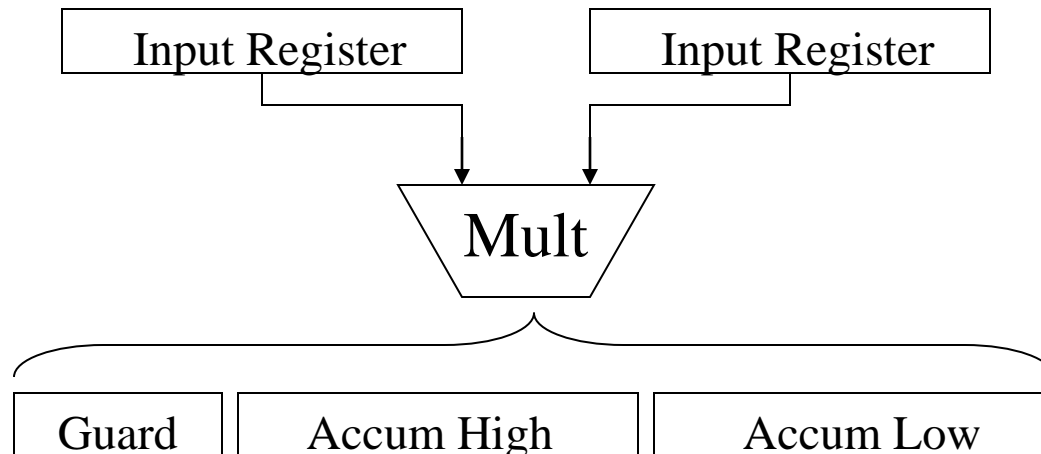 Input Register
Input Register
Mult
Guard
Accum High
Accum Low